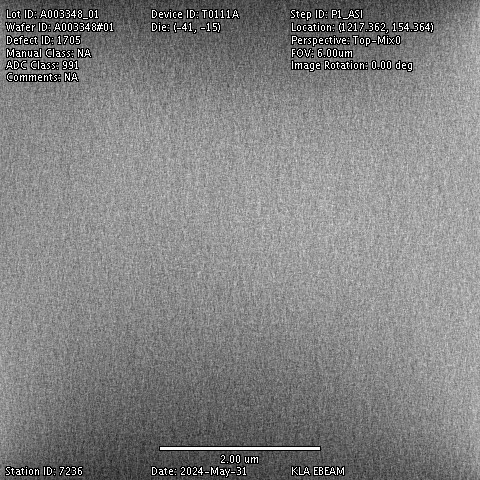 Lot ID: A003348_01 Device ID: T0111A Step ID: P1_ASI
Wafer ID: A003348#01 Die: (-41, -15) Location: (1217.362, 154.364)
Defect ID: 1705 Perspective: Top-Mix0
Manual Class: NA FOV: 6.00um
ADC Class: 991 Image Rotation: 0.00 deg
Comments: NA
2.00 um
Station ID: 7236 Date: 2024-May-31 KLA EBEAM